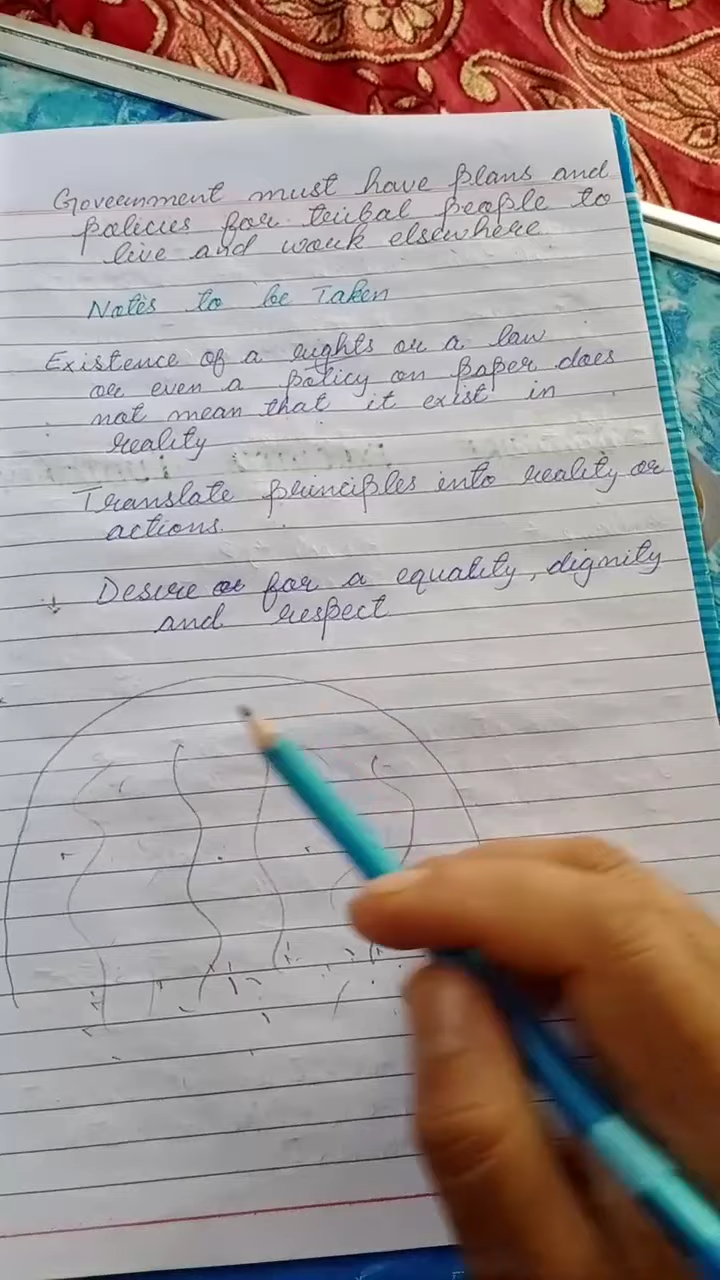 Government must have plans and
policies for tribal people to
live and work elsewhere
Notes to be Taken
Existence of a rights or a law
or even a policy on paper does
not mean that it exist in
reality
Translate principles into reality or
actions.
Desire for a equality, dignity
and respect